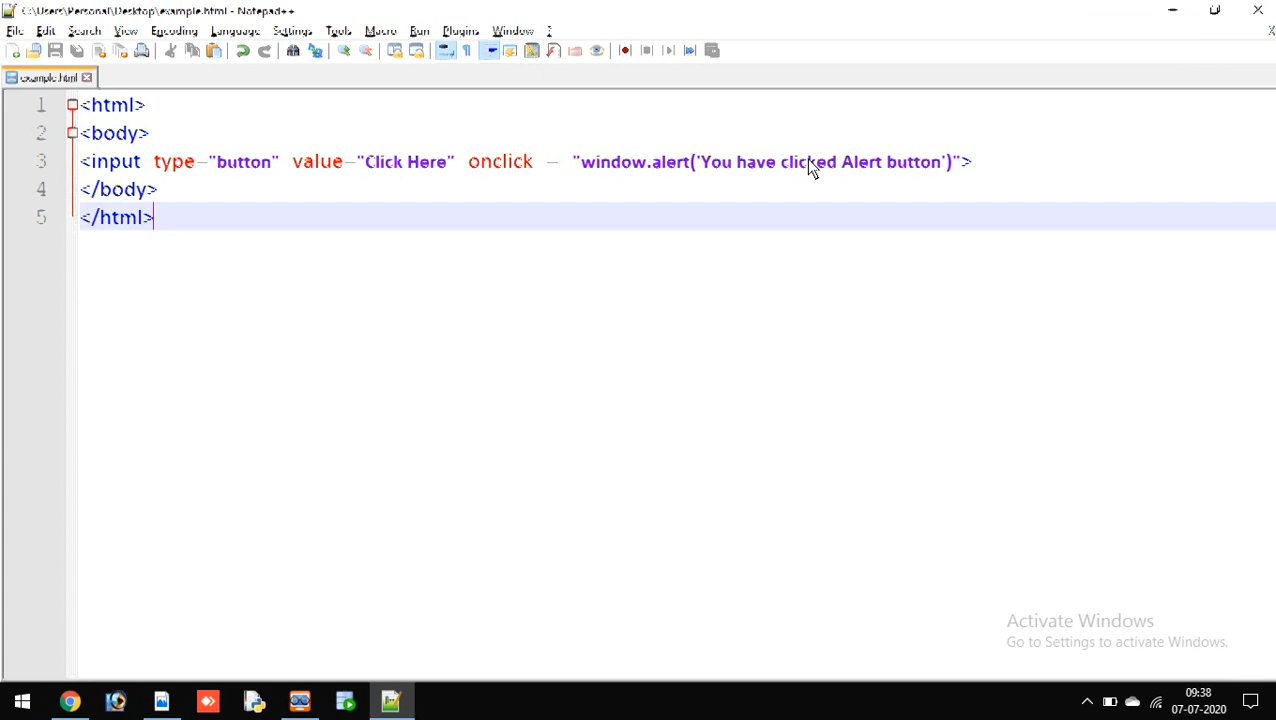 C:\Users\Personal\Desktop\example.html - Notepad++
File Edit Search View Encoding Language Settings Tools Macro Run Plugins Window ?
X
example.html
1 <html>
2 <body>
3 <input type="button" value="Click Here" onclick = "window.alert('You have clicked Alert button')">
4 </body>
5 </html>
Activate Windows
Go to Settings to activate Windows.
09:38
07-07-2020